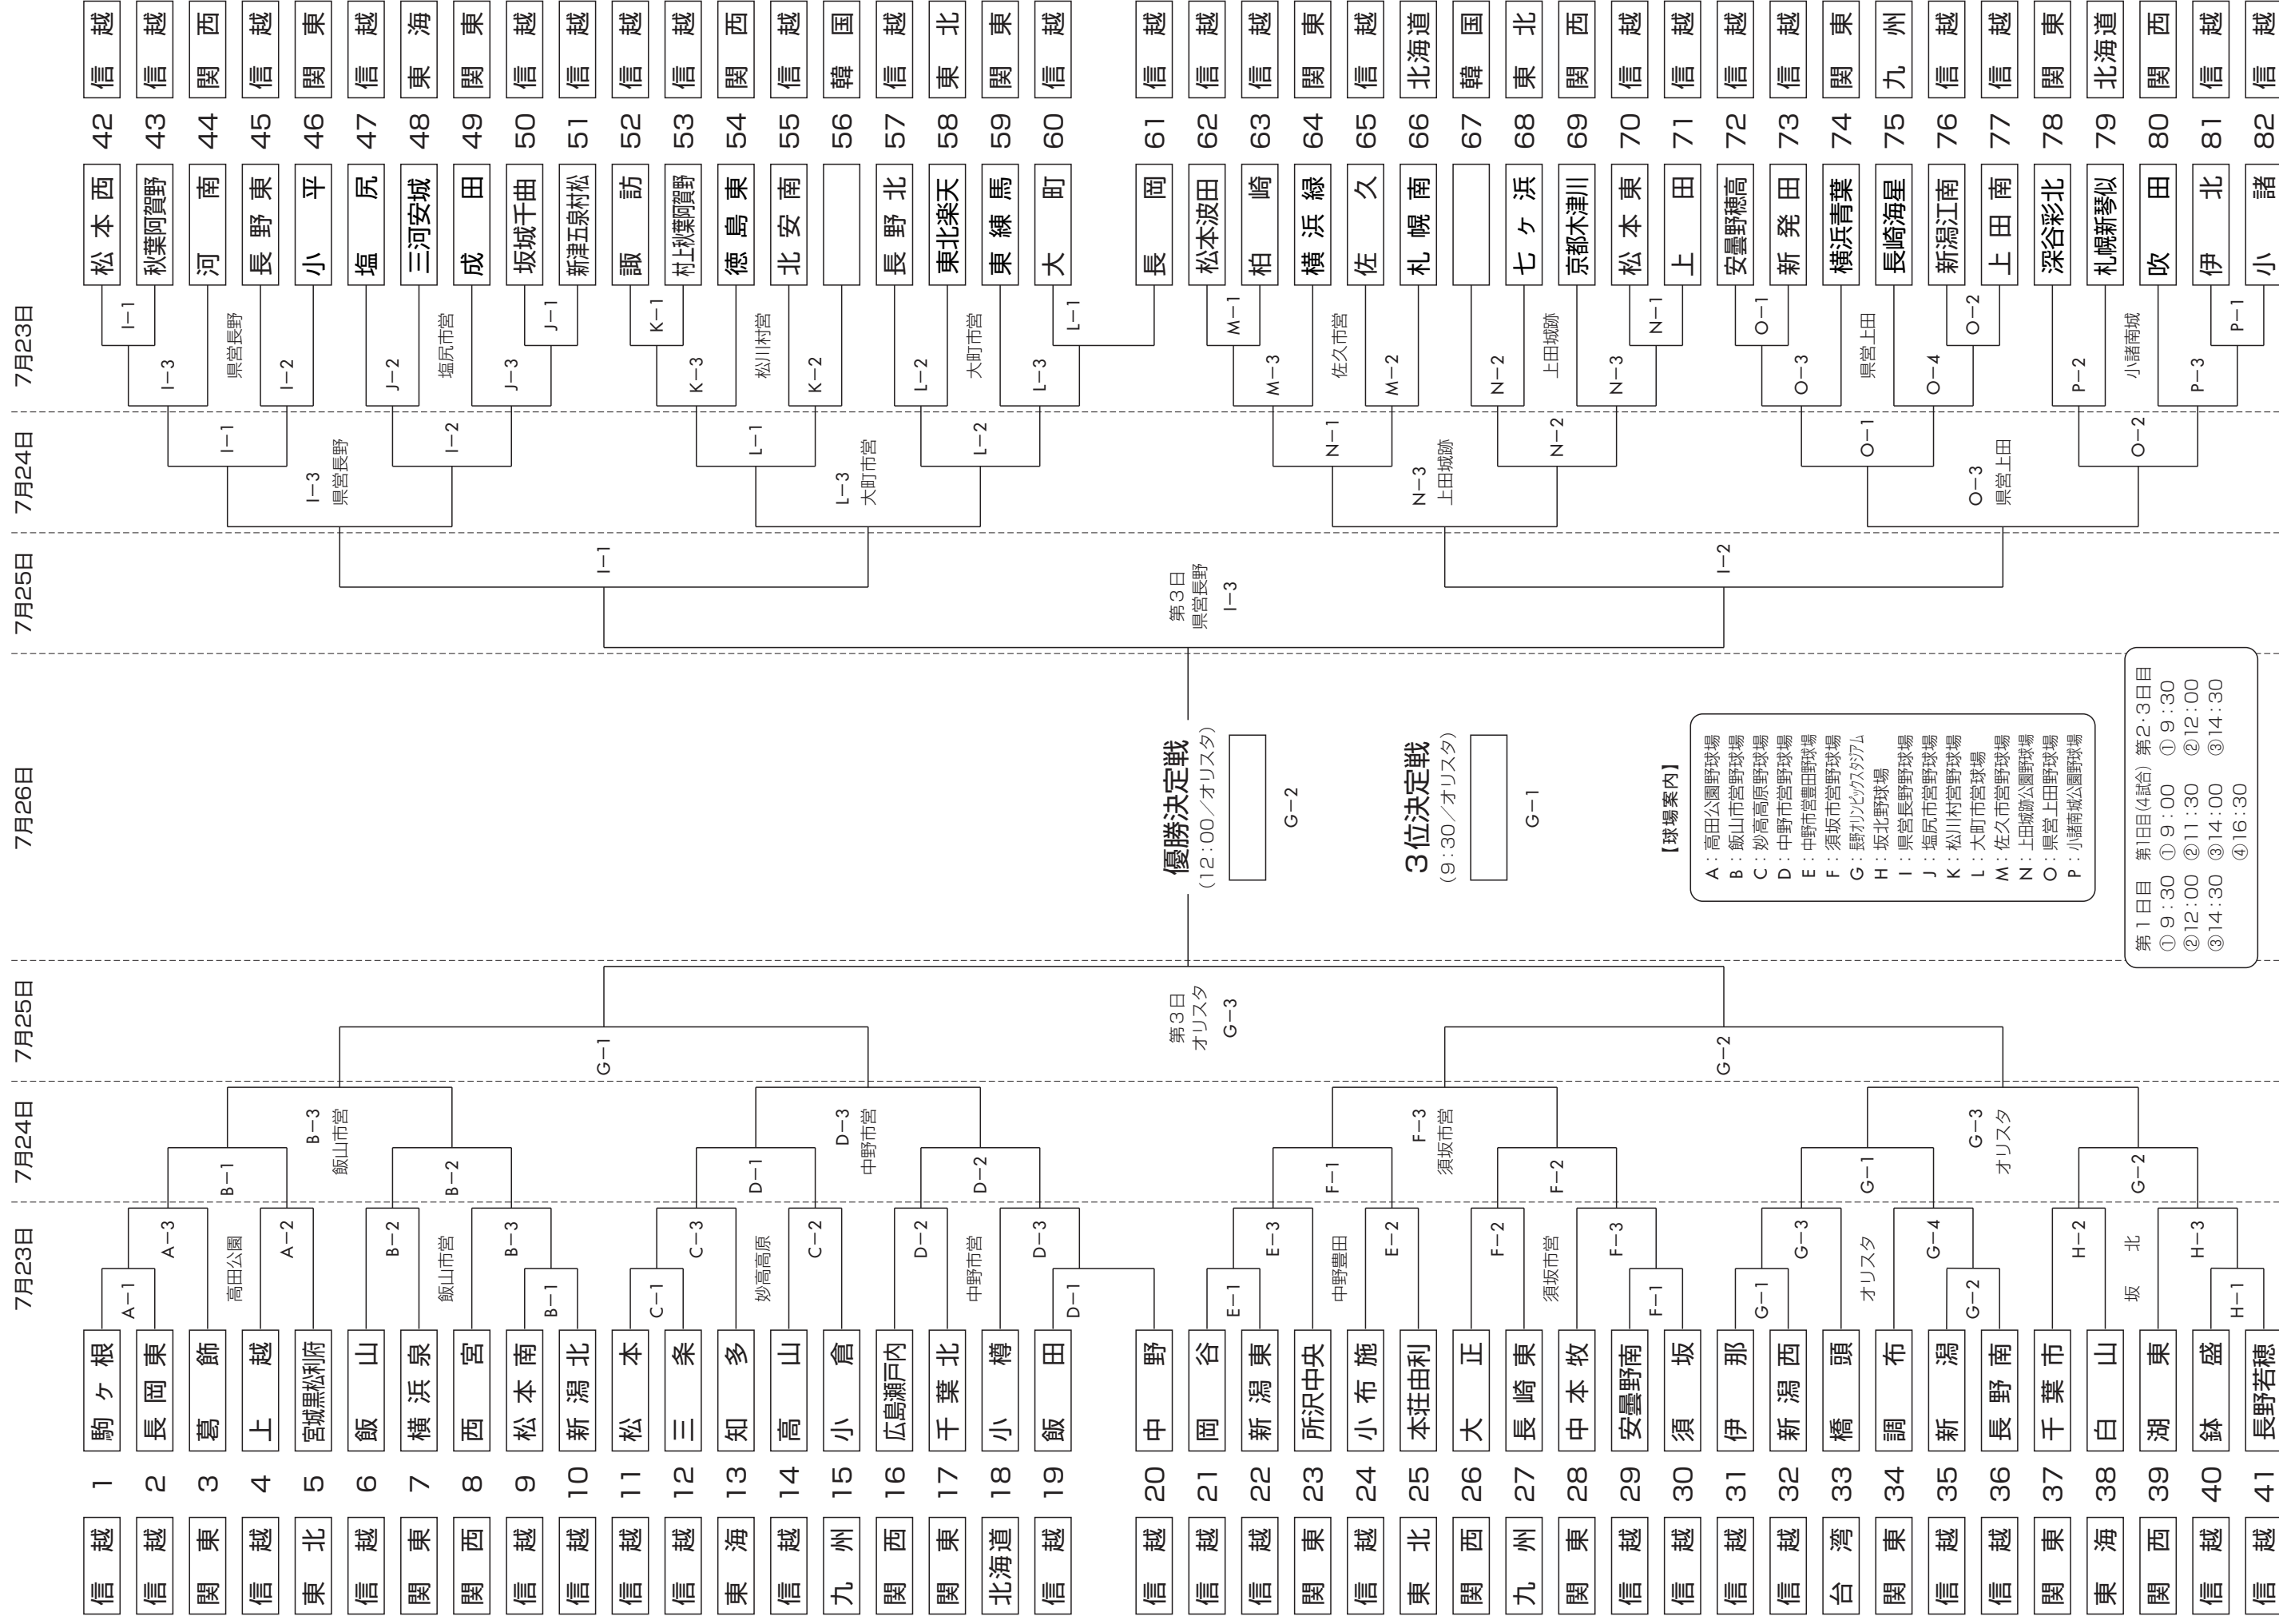 7月23日 7月24日 7月25日 7月26日 7月25日 7月24日 7月23日
信越 1 駒ヶ根 松本西 42 信越
A−1 I−1
信越 2 長岡東 秋葉阿賀野 43 信越
A−3 I−3
関東 3 葛飾 河南 44 関西
高田公園 B−1 I−1 県営長野
信越 4 上越 長野東 45 信越
A−2 I−2
東北 5 宮城黒松利府 小平 46 関東
B−3 I−3
飯山市営 県営長野
信越 6 飯山 塩尻 47 信越
B−2 J−2
関東 7 横浜泉 三河安城 48 東海
飯山市営 B−2 I−2 塩尻市営
関西 8 西宮 成田 49 関東
B−3 J−3
信越 9 松本南 坂城千曲 50 信越
B−1 J−1
信越 10 新潟北 新津五泉村松 51 信越
G−1 I−1
信越 11 松本 諏訪 52 信越
C−1 K−1
信越 12 三条 村上秋葉阿賀野 53 信越
C−3 K−3
東海 13 知多 徳島東 54 関西
妙高高原 D−1 L−1 松川村営
信越 14 高山 北安南 55 信越
C−2 K−2
九州 15 小倉 56 韓国
D−3 L−3
中野市営 大町市営
関西 16 広島瀬戸内 長野北 57 信越
D−2 L−2
関東 17 千葉北 東北楽天 58 東北
中野市営 D−2 L−2 大町市営
北海道 18 小樽 東練馬 59 関東
D−3 L−3
信越 19 飯田 大町 60 信越
D−1 L−1
信越 20 中野 長岡 61 信越
第3日 優勝決定戦 第3日
オリスタ (12:00/オリスタ) 県営長野
G−3 I−3
G−2
信越 21 岡谷 松本波田 62 信越
E−1 M−1
信越 22 新潟東 柏崎 63 信越
E−3 M−3
関東 23 所沢中央 横浜緑 64 関東
中野豊田 F−1 N−1 佐久市営
信越 24 小布施 佐久 65 信越
E−2 M−2
東北 25 本荘由利 札幌南 66 北海道
F−3 3位決定戦 N−3
須坂市営 (9:30/オリスタ) 上田城跡
関西 26 大正 67 韓国
F−2 N−2
九州 27 長崎東 七ヶ浜 68 東北
G−1
須坂市営 F−2 N−2 上田城跡
関東 28 中本牧 京都木津川 69 関西
F−3 N−3
信越 29 安曇野南 松本東 70 信越
F−1 N−1
信越 30 須坂 上田 71 信越
G−2 I−2
信越 31 伊那 安曇野穂高 72 信越
G−1 O−1
信越 32 新潟西 新発田 73 信越
G−3 O−3
台湾 33 橋頭 横浜青葉 74 関東
オリスタ G−1 O−1 県営上田
関東 34 調布 長崎海星 75 九州
G−4 O−4
信越 35 新潟 新潟江南 76 信越
G−2 O−2
信越 36 長野南 上田南 77 信越
G−3 O−3
オリスタ 県営上田
関東 37 千葉市 深谷彩北 78 関東
H−2 P−2
東海 38 白山 札幌新琴似 79 北海道
坂北 G−2 O−2 小諸南城
関西 39 湖東 吹田 80 関西
H−3 P−3
信越 40 鉢盛 伊北 81 信越
H−1 P−1
信越 41 長野若穂 小諸 82 信越
【球場案内】
A:高田公園野球場
B:飯山市営野球場
C:妙高高原野球場
D:中野市営野球場
E:中野市営豊田野球場
F:須坂市営野球場
G:長野オリンピックスタジアム
H:坂北野球場
I:県営長野野球場
J:塩尻市営野球場
K:松川村営野球場
L:大町市営球場
M:佐久市営野球場
N:上田城跡公園野球場
O:県営上田野球場
P:小諸南城公園野球場
第1日目 第1日目(4試合) 第2・3日目
①9:30 ①9:00 ①9:30
②12:00 ②11:30 ②12:00
③14:30 ③14:00 ③14:30
④16:30